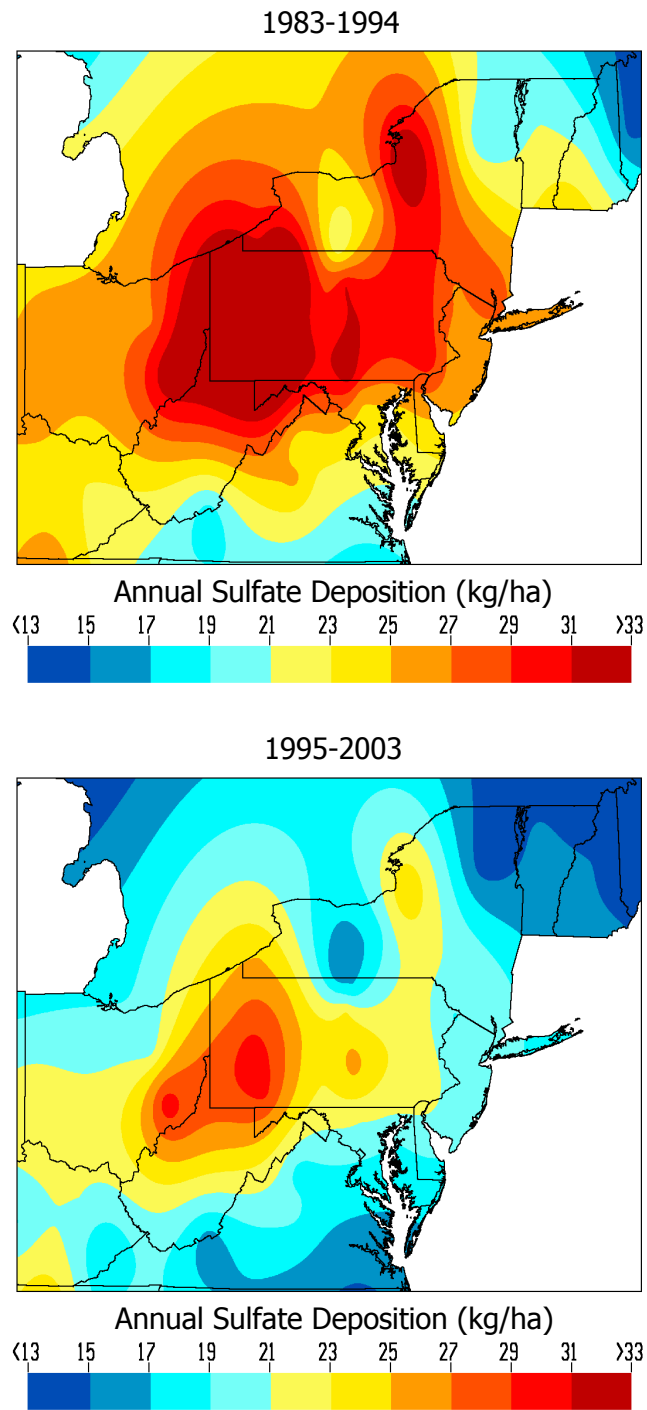 1983-1994
Annual Sulfate Deposition (kg/ha)
<13 15 17 19 21 23 25 27 29 31 >33
1995-2003
Annual Sulfate Deposition (kg/ha)
<13 15 17 19 21 23 25 27 29 31 >33